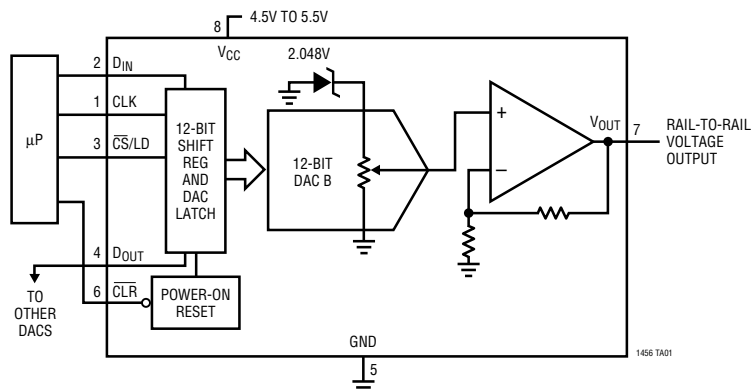 4.5V TO 5.5V
8
VCC
2.048V
2
DIN
1
CLK
μP
3
CS/LD
12-BIT
SHIFT
REG
AND
DAC
LATCH
12-BIT
DAC B
+
−
VOUT
7
RAIL-TO-RAIL
VOLTAGE
OUTPUT
4
DOUT
TO
OTHER
DACS
6
CLR
POWER-ON
RESET
GND
5
1456 TA01